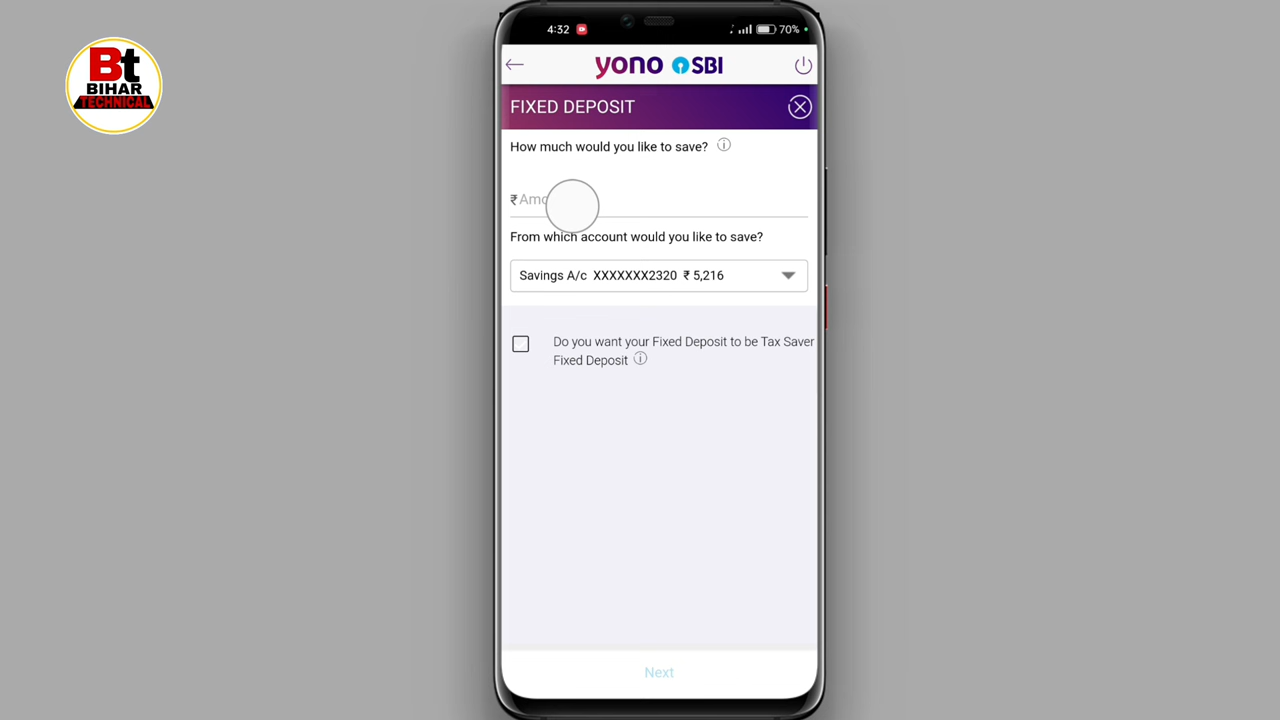 Bt
BIHAR
TECHNICAL
4:32
70%
yono SBI
FIXED DEPOSIT
How much would you like to save?
₹
From which account would you like to save?
Savings A/c XXXXXXX2320 ₹ 5,216
Do you want your Fixed Deposit to be Tax Saver
Fixed Deposit
Next